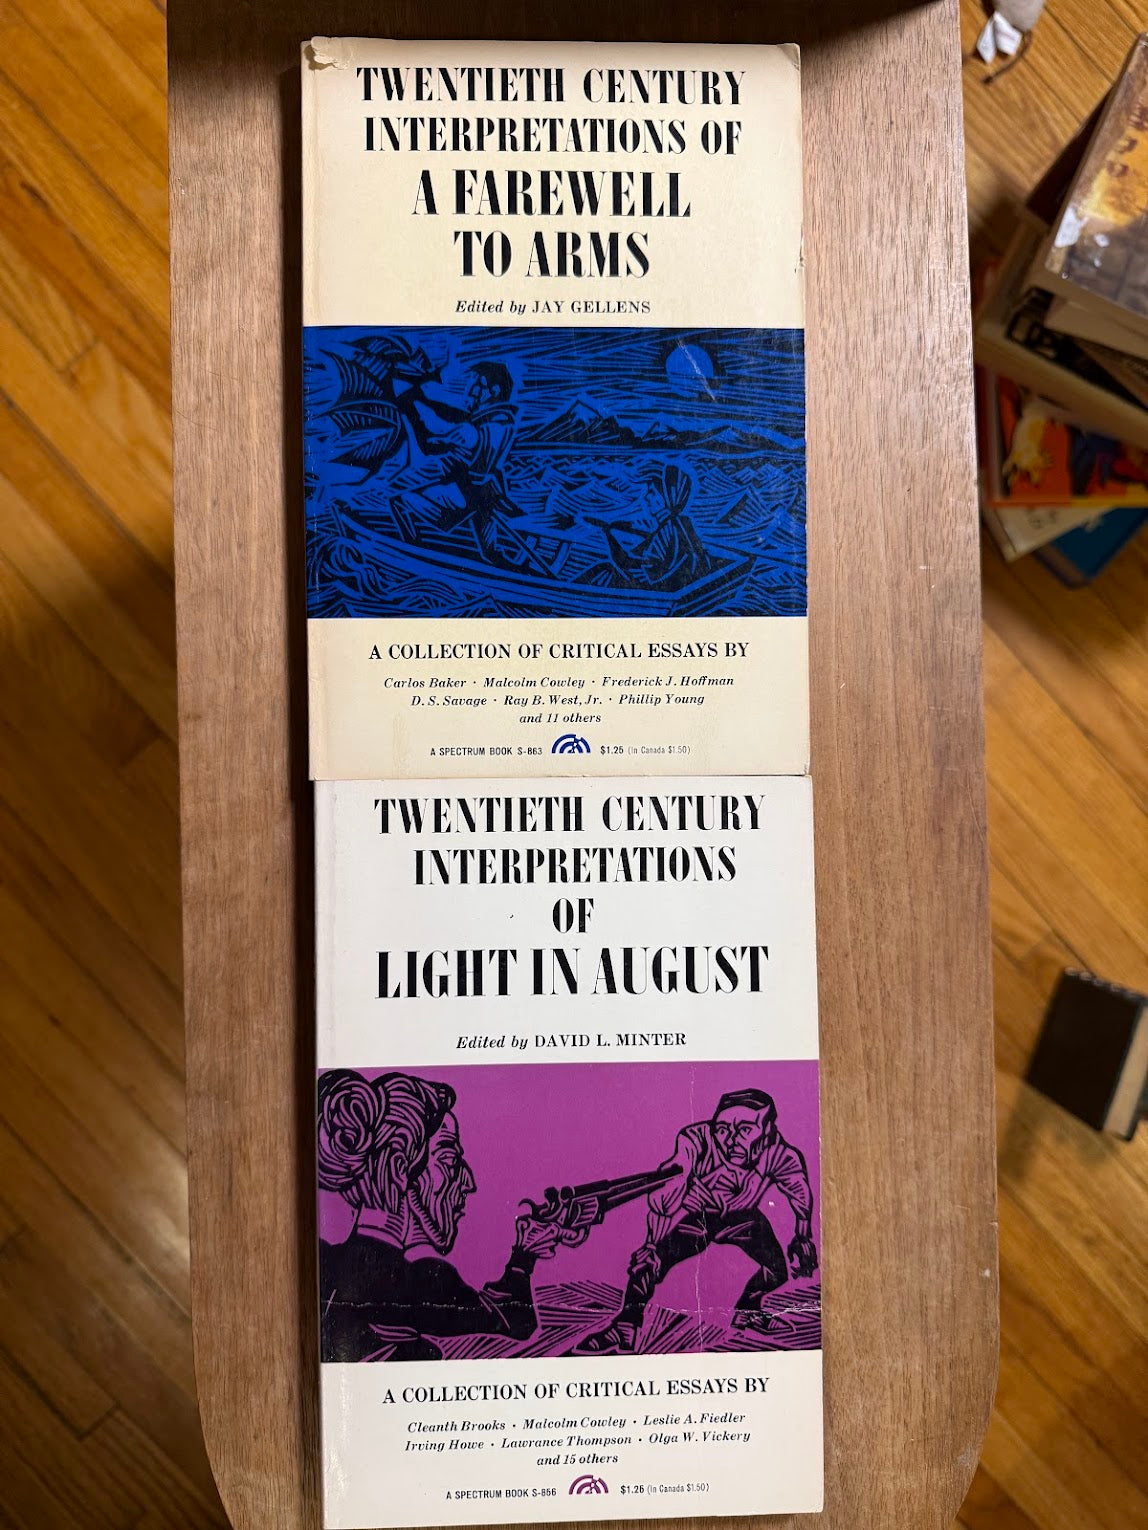 TWENTIETH CENTURY
INTERPRETATIONS OF
A FAREWELL
TO ARMS
Edited by JAY GELLENS
A COLLECTION OF CRITICAL ESSAYS BY
Carlos Baker · Malcolm Cowley · Frederick J. Hoffman
D. S. Savage · Ray B. West, Jr. · Phillip Young
and 11 others
A SPECTRUM BOOK S-863 $1.25 (In Canada $1.50)
TWENTIETH CENTURY
INTERPRETATIONS
OF
LIGHT IN AUGUST
Edited by DAVID L. MINTER
A COLLECTION OF CRITICAL ESSAYS BY
Cleanth Brooks · Malcolm Cowley · Leslie A. Fiedler
Irving Howe · Lawrance Thompson · Olga W. Vickery
and 15 others
A SPECTRUM BOOK S-856 $1.25 (In Canada $1.50)